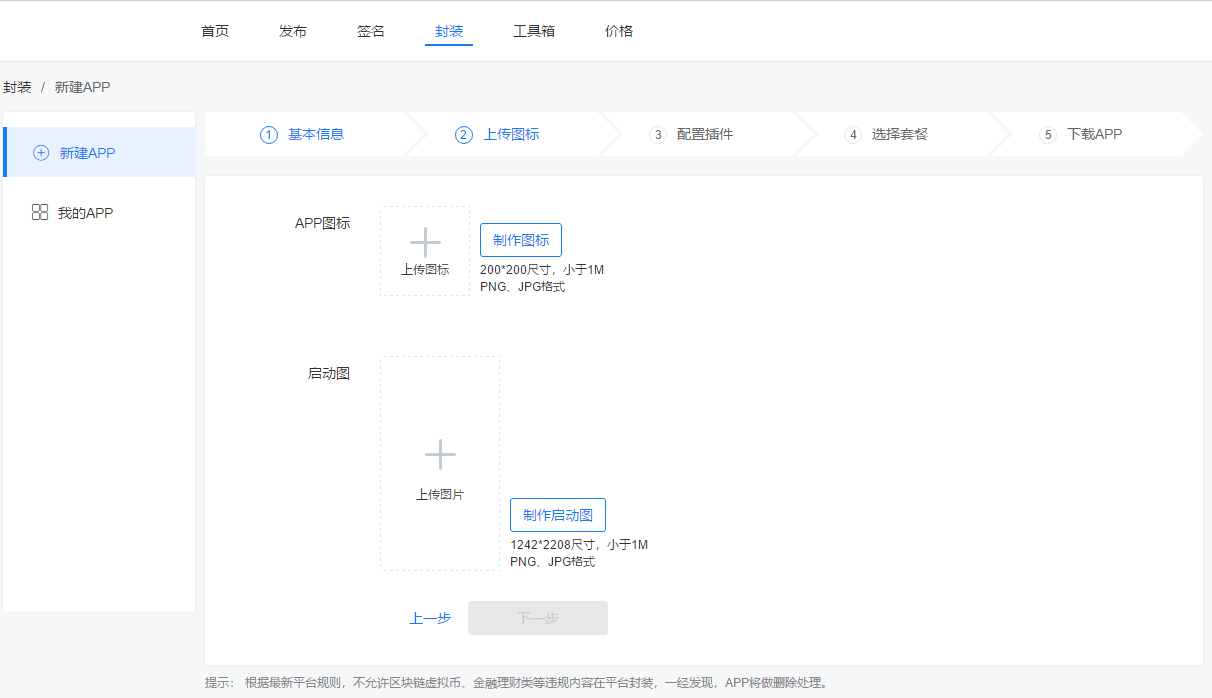 首页 发布 签名 封装 工具箱 价格
封装 / 新建APP
新建APP
我的APP
1 基本信息 2 上传图标 3 配置插件 4 选择套餐 5 下载APP
APP图标
上传图标
制作图标
200*200尺寸，小于1M
PNG、JPG格式
启动图
上传图片
制作启动图
1242*2208尺寸，小于1M
PNG、JPG格式
上一步 下一步
提示： 根据最新平台规则，不允许区块链虚拟币、金融理财类等违规内容在平台封装，一经发现，APP将做删除处理。